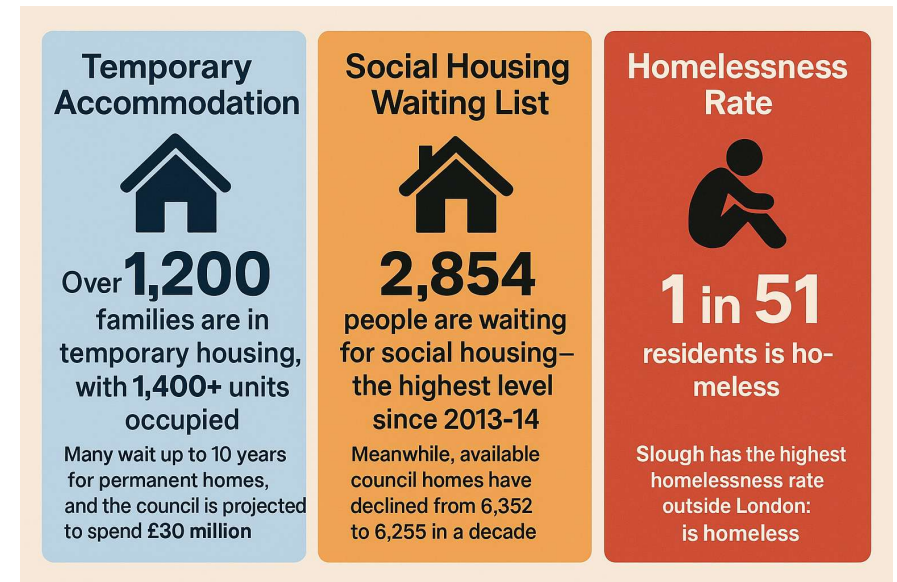 Temporary
Accommodation
Over 1,200
families are in
temporary housing,
with 1,400+ units
occupied
Many wait up to 10 years
for permanent homes,
and the council is projected
to spend £30 million
Social Housing
Waiting List
2,854
people are waiting
for social housing—
the highest level
since 2013-14
Meanwhile, available
council homes have
declined from 6,352
to 6,255 in a decade
Homelessness
Rate
1 in 51
residents is ho-
meless
Slough has the highest
homelessness rate
outside London:
is homeless